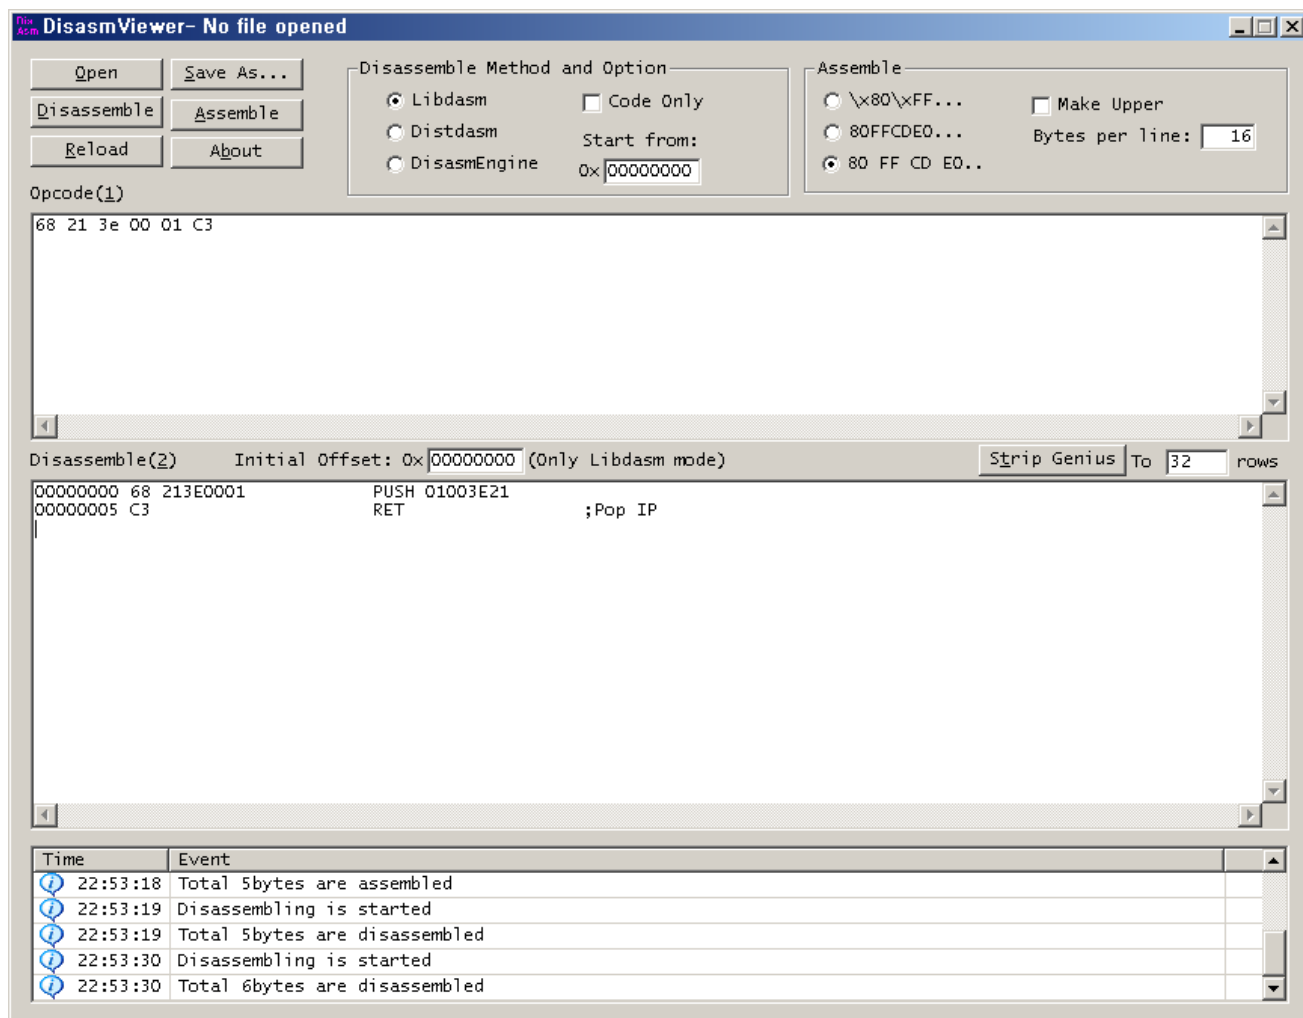 Dis Asm DisasmViewer- No file opened
Open Save As... Disassemble Method and Option Assemble
Libdasm Code Only \x80\xFF... Make Upper
Disassemble Assemble
Distdasm Start from: 80FFCDE0... Bytes per line: 16
Reload About
DisasmEngine 0x 00000000 80 FF CD E0..
Opcode(1)
68 21 3e 00 01 C3
Disassemble(2) Initial Offset: 0x 00000000 (Only Libdasm mode) Strip Genius To 32 rows
00000000 68 213E0001 PUSH 01003E21
00000005 C3 RET ;Pop IP
Time Event
22:53:18 Total 5bytes are assembled
22:53:19 Disassembling is started
22:53:19 Total 5bytes are disassembled
22:53:30 Disassembling is started
22:53:30 Total 6bytes are disassembled